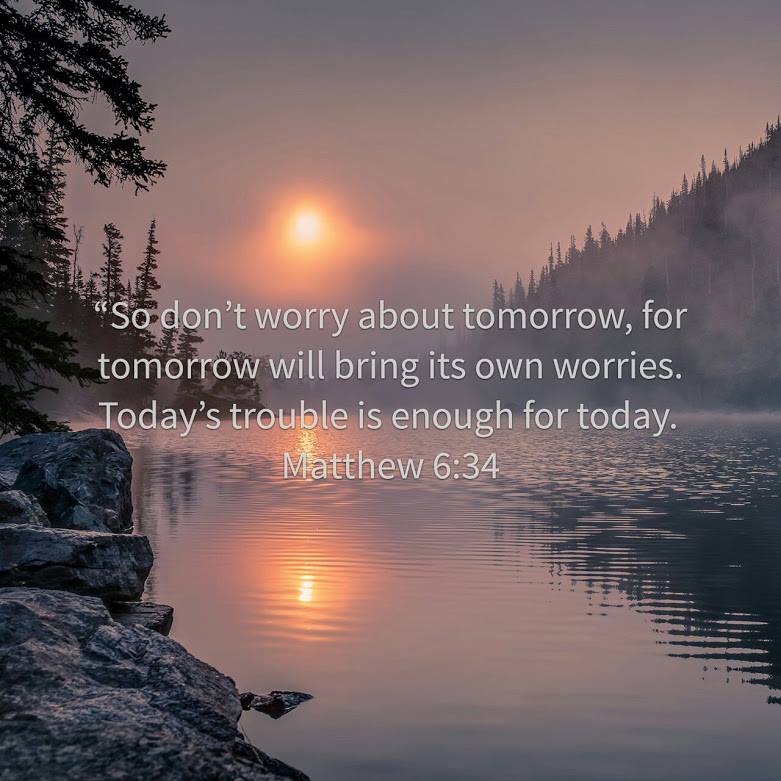 “So don’t worry about tomorrow, for
tomorrow will bring its own worries.
Today’s trouble is enough for today.
Matthew 6:34